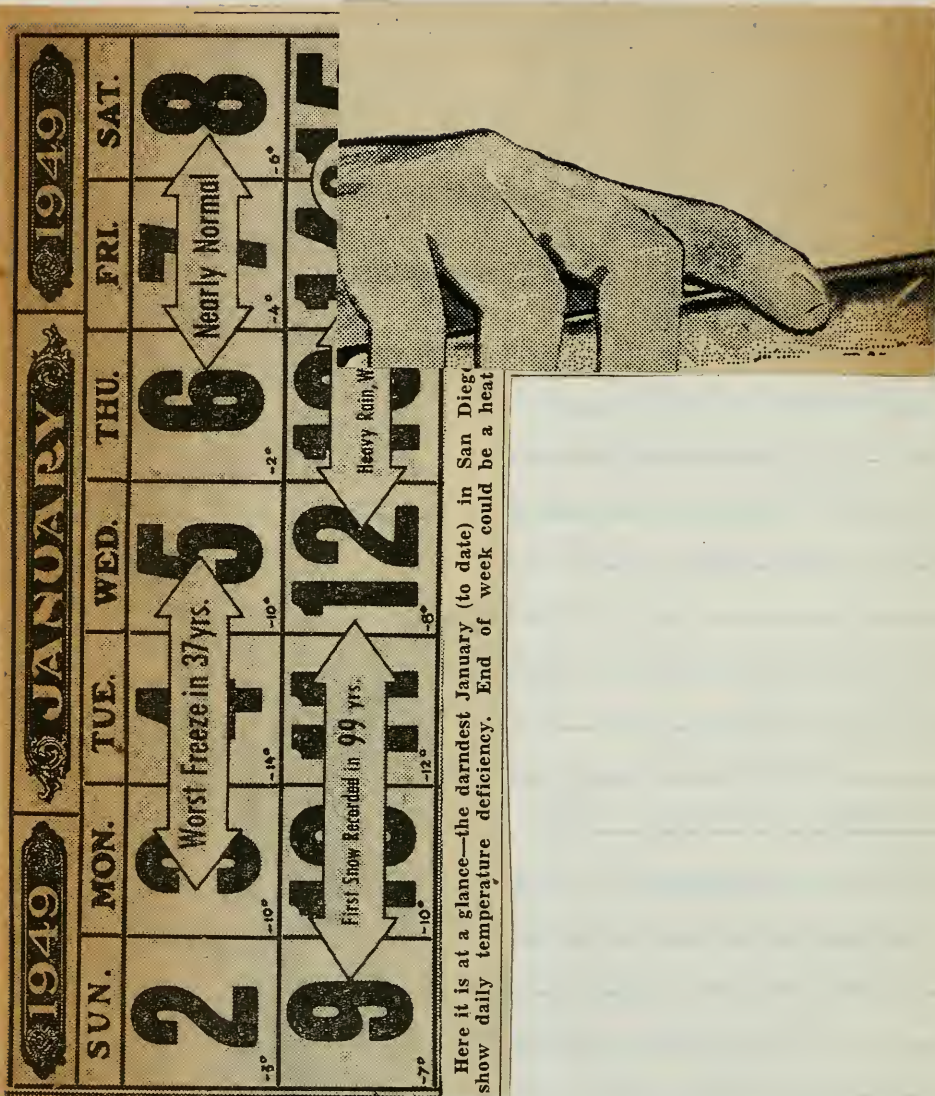 1949 JANUARY 1949
SUN. MON. TUE. WED. THU. FRI. SAT.
2 3 4 5 6 7 8
Worst Freeze in 37 yrs.
Nearly Normal
-3° -10° -14° -10° -2° -4° -6°
9 10 11 12
First Snow Recorded in 99 yrs.
Heavy Rain,
-7° -10° -12° -8°
Here it is at a glance—the darndest January (to date) in San
show daily temperature deficiency. End of week could be a heat